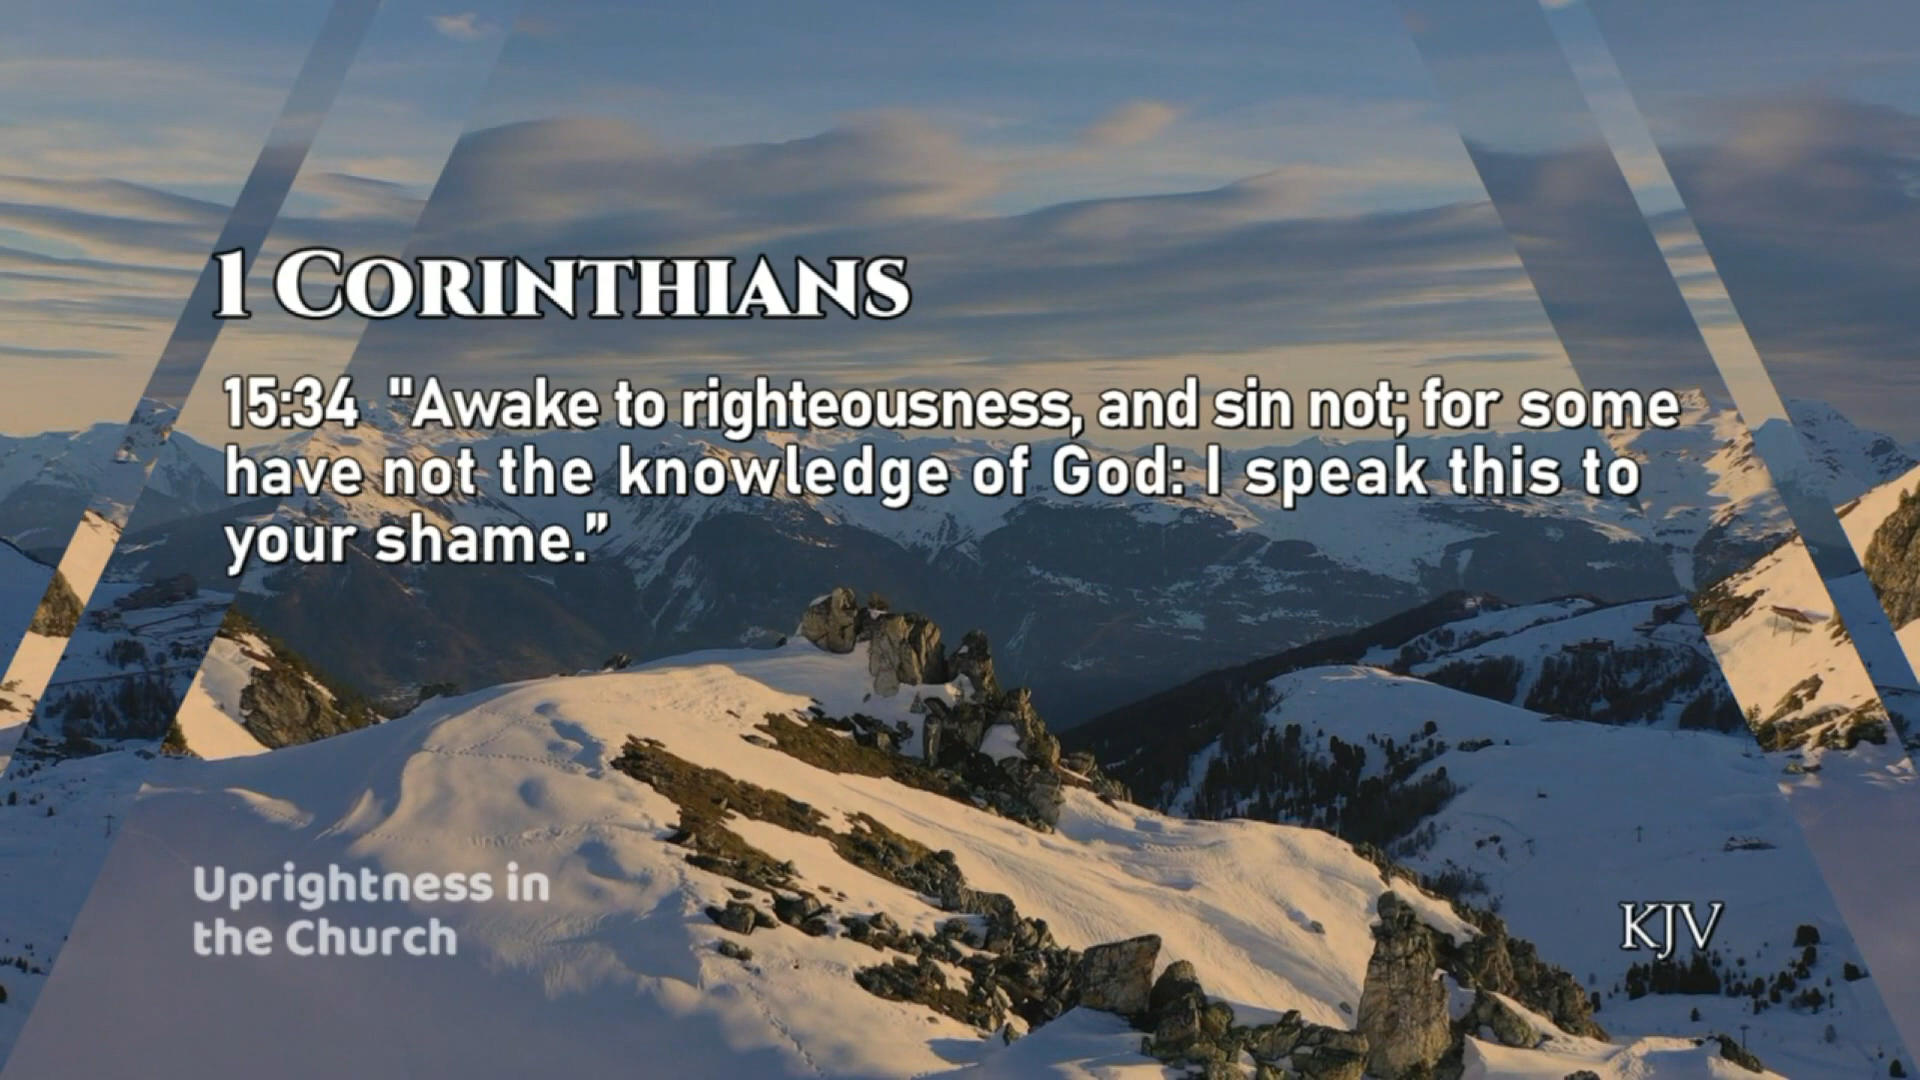 1 CORINTHIANS
15:34 "Awake to righteousness, and sin not; for some
have not the knowledge of God: I speak this to
your shame.”
Uprightness in
the Church
KJV